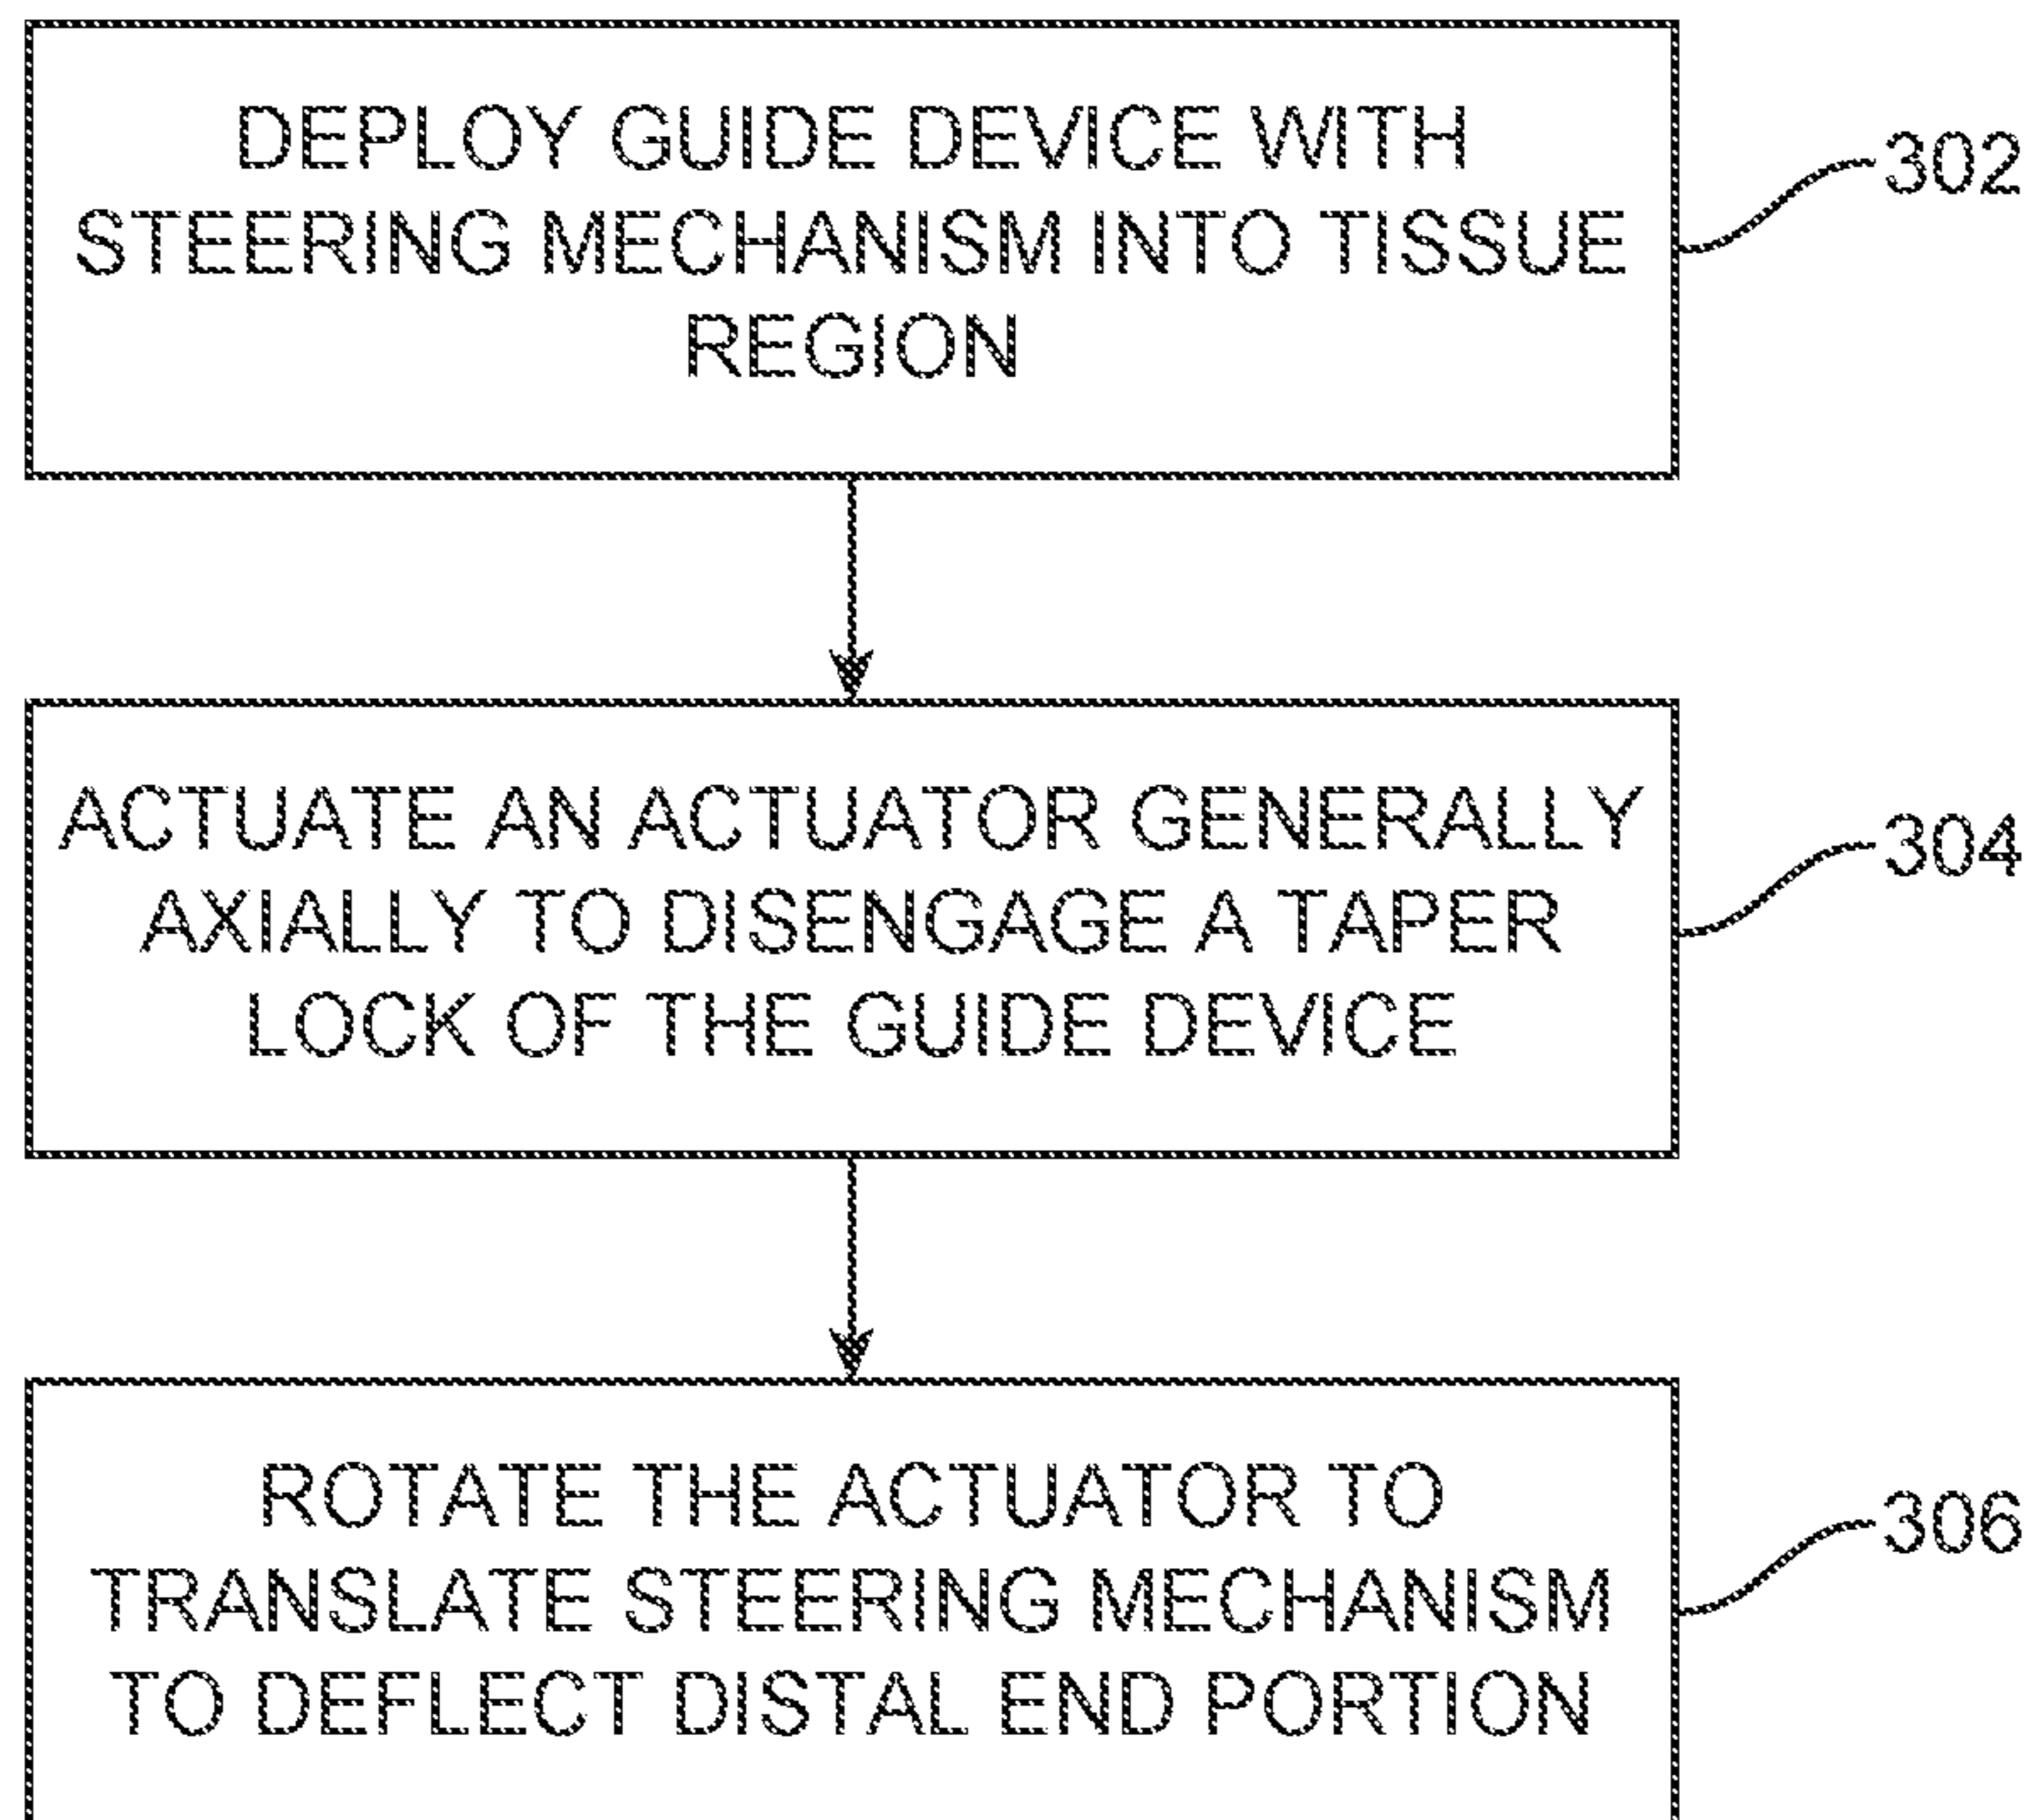 DEPLOY GUIDE DEVICE WITH
STEERING MECHANISM INTO TISSUE
REGION
302
ACTUATE AN ACTUATOR GENERALLY
AXIALLY TO DISENGAGE A TAPER
LOCK OF THE GUIDE DEVICE
304
ROTATE THE ACTUATOR TO
TRANSLATE STEERING MECHANISM
TO DEFLECT DISTAL END PORTION
306